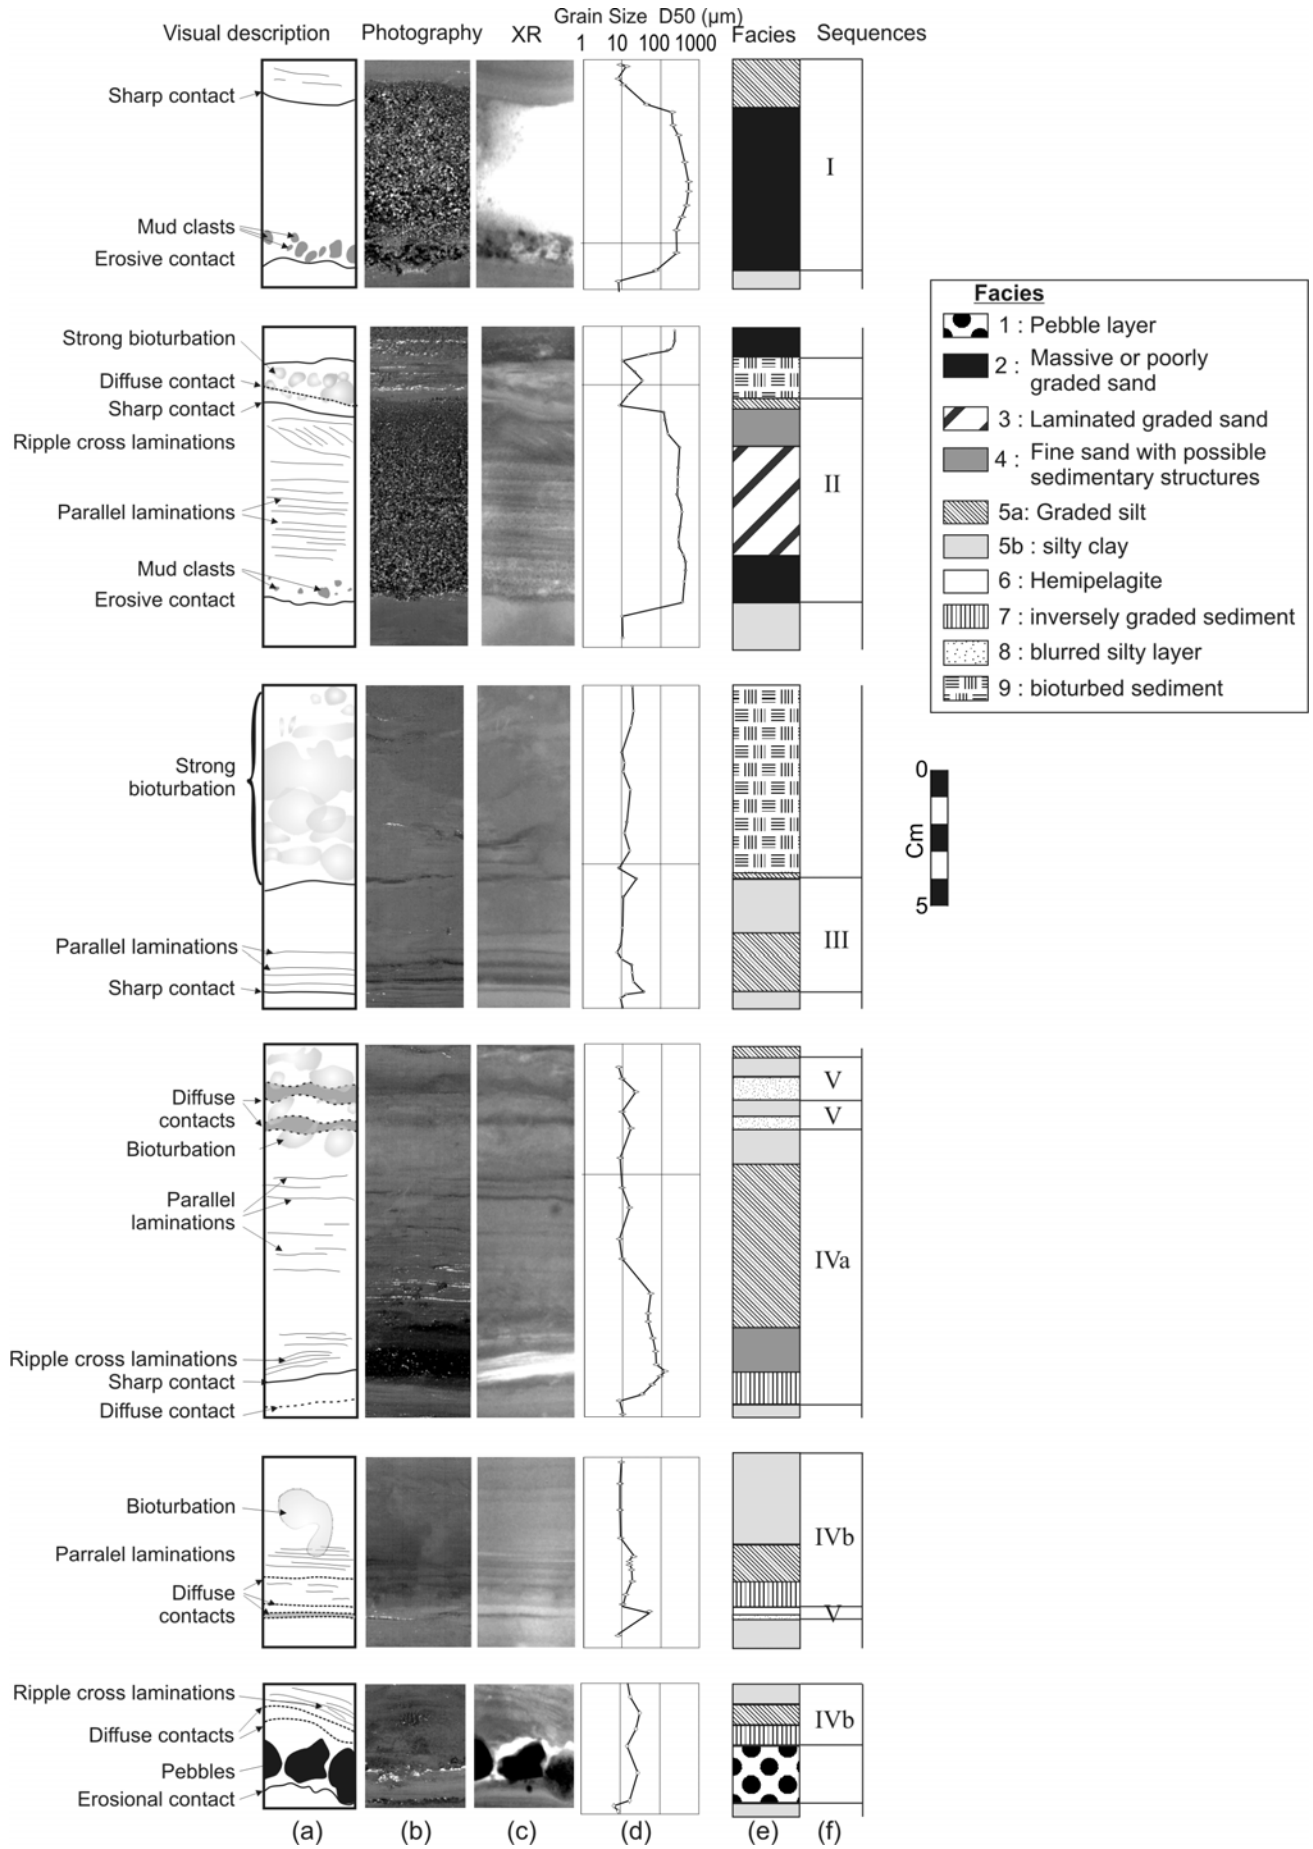 Visual description
Photography
XR
Grain Size D50 (µm)
1 10 100 1000
Facies
Sequences
Sharp contact
Mud clasts
Erosive contact
I
Strong bioturbation
Diffuse contact
Sharp contact
Ripple cross laminations
Parallel laminations
Mud clasts
Erosive contact
II
Strong
bioturbation
Parallel laminations
Sharp contact
III
Diffuse
contacts
Bioturbation
Parallel
laminations
Ripple cross laminations
Sharp contact
Diffuse contact
V
V
IVa
Bioturbation
Parralel laminations
Diffuse
contacts
IVb
V
Ripple cross laminations
Diffuse contacts
Pebbles
Erosional contact
IVb
(a)
(b)
(c)
(d)
(e)
(f)
Facies
1 : Pebble layer
2 : Massive or poorly
graded sand
3 : Laminated graded sand
4 : Fine sand with possible
sedimentary structures
5a: Graded silt
5b : silty clay
6 : Hemipelagite
7 : inversely graded sediment
8 : blurred silty layer
9 : bioturbed sediment
0
Cm
5